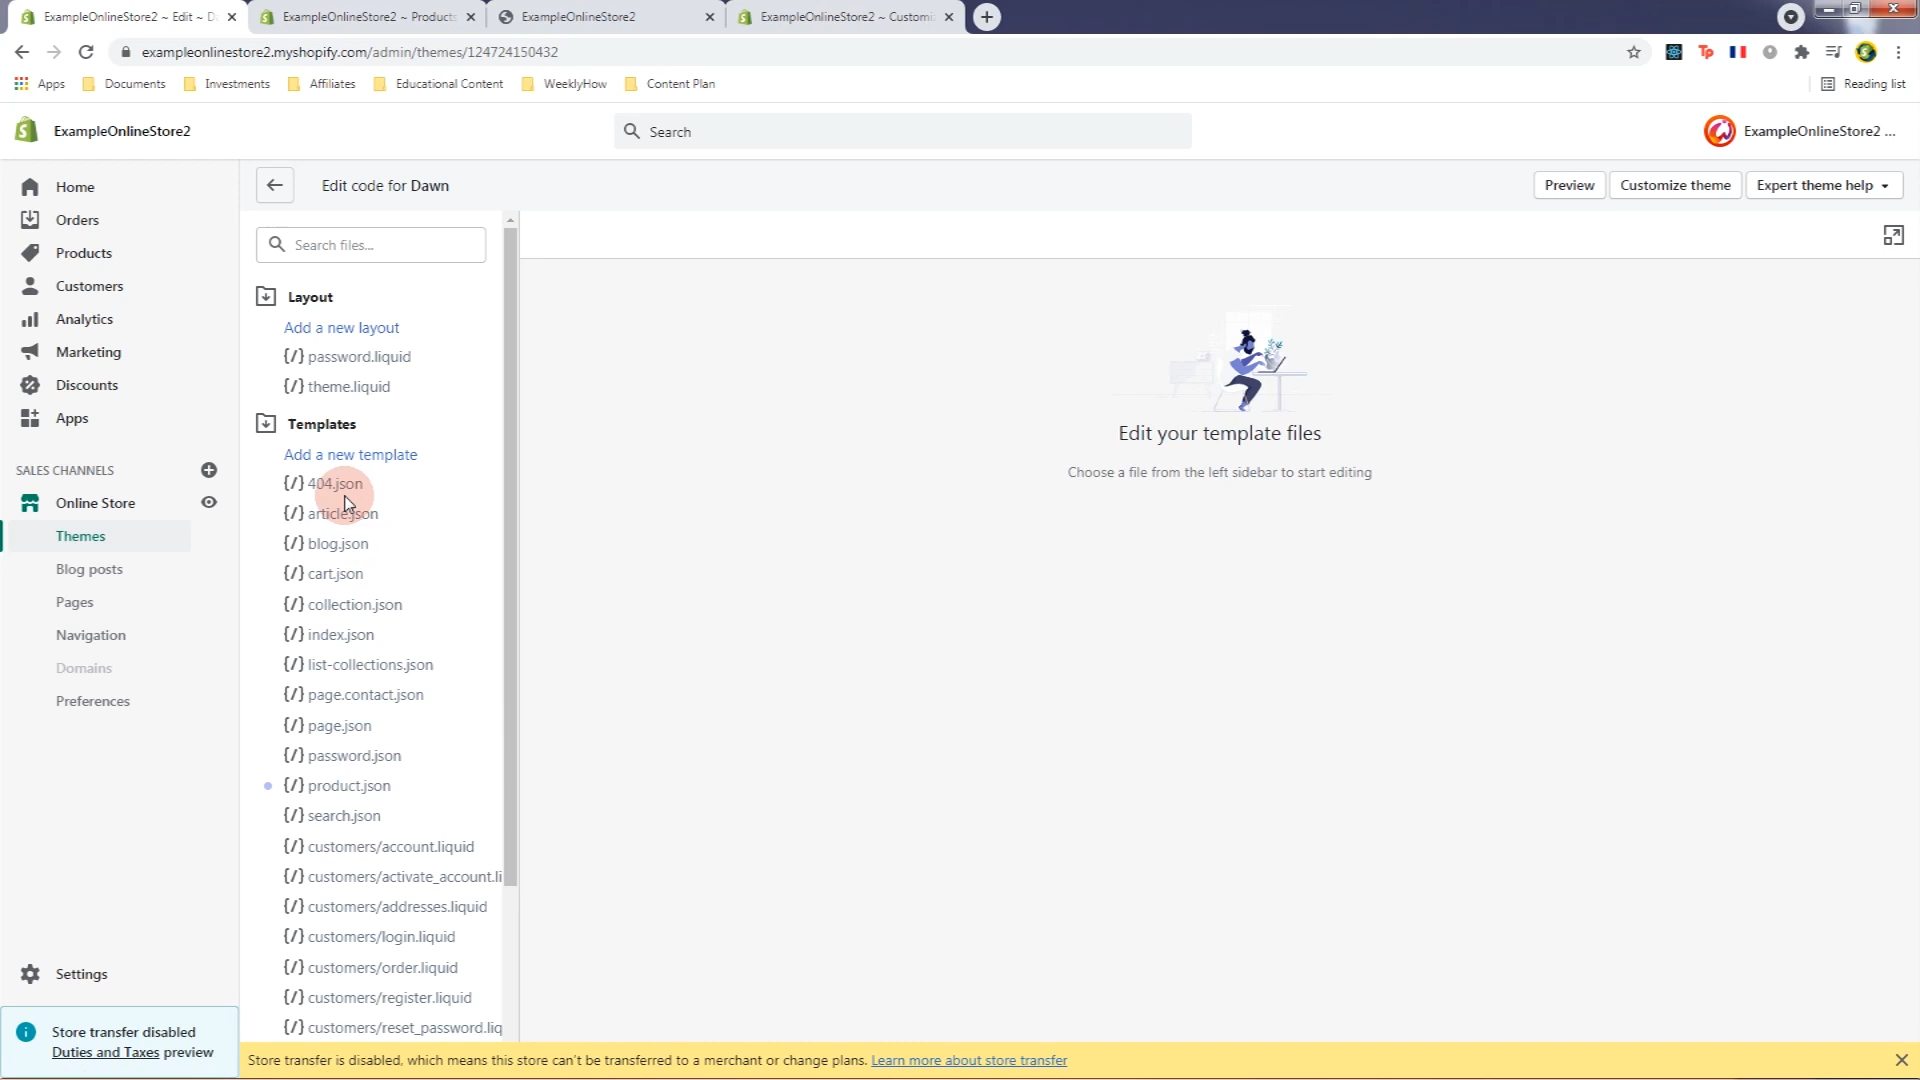 ExampleOnlineStore2 ~ Edit ~ D
ExampleOnlineStore2 ~ Products
ExampleOnlineStore2
ExampleOnlineStore2 ~ Customi
exampleonlinestore2.myshopify.com/admin/themes/124724150432
Apps
Documents
Investments
Affiliates
Educational Content
WeeklyHow
Content Plan
Reading list
ExampleOnlineStore2
Search
ExampleOnlineStore2 ...
Home
Orders
Products
Customers
Analytics
Marketing
Discounts
Apps
SALES CHANNELS
Online Store
Themes
Blog posts
Pages
Navigation
Domains
Preferences
Settings
Store transfer disabled
Duties and Taxes preview
Edit code for Dawn
Preview
Customize theme
Expert theme help
Search files...
Layout
Add a new layout
{/} password.liquid
{/} theme.liquid
Templates
Add a new template
{/} 404.json
{/} article.json
{/} blog.json
{/} cart.json
{/} collection.json
{/} index.json
{/} list-collections.json
{/} page.contact.json
{/} page.json
{/} password.json
{/} product.json
{/} search.json
{/} customers/account.liquid
{/} customers/activate_account.li
{/} customers/addresses.liquid
{/} customers/login.liquid
{/} customers/order.liquid
{/} customers/register.liquid
{/} customers/reset_password.liq
Edit your template files
Choose a file from the left sidebar to start editing
Store transfer is disabled, which means this store can't be transferred to a merchant or change plans. Learn more about store transfer